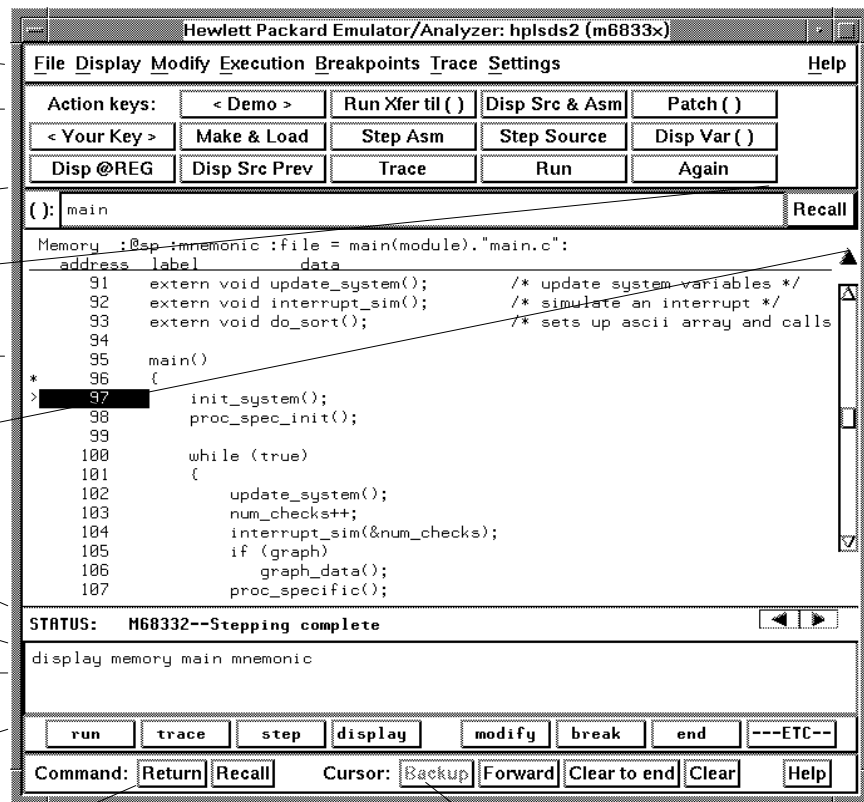 Hewlett Packard Emulator/Analyzer: hplsds2 (m6833x)
File Display Modify Execution Breakpoints Trace Settings Help
Action keys: < Demo > Run Xfer til ( ) Disp Src & Asm Patch ( )
< Your Key > Make & Load Step Asm Step Source Disp Var ( )
Disp @REG Disp Src Prev Trace Run Again
( ): main Recall
Memory :@sp :mnemonic :file = main(module)."main.c":
address label data
91 extern void update_system(); /* update system variables */
92 extern void interrupt_sim(); /* simulate an interrupt */
93 extern void do_sort(); /* sets up ascii array and calls
94
95 main()
* 96 {
> 97 init_system();
98 proc_spec_init();
99
100 while (true)
101 {
102 update_system();
103 num_checks++;
104 interrupt_sim(&num_checks);
105 if (graph)
106 graph_data();
107 proc_specific();
STATUS: M68332--Stepping complete
display memory main mnemonic
run trace step display modify break end ---ETC--
Command: Return Recall Cursor: Backup Forward Clear to end Clear Help